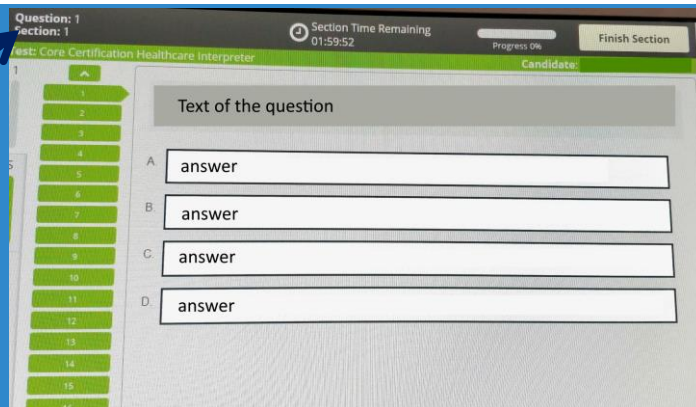 Question: 1
Section: 1
Section Time Remaining
01:59:52
Progress 0%
Finish Section
Test: Core Certification Healthcare Interpreter
Candidate:
1
1
2
3
4
5
6
7
8
9
10
11
12
13
14
15
Text of the question
A. answer
B. answer
C. answer
D. answer